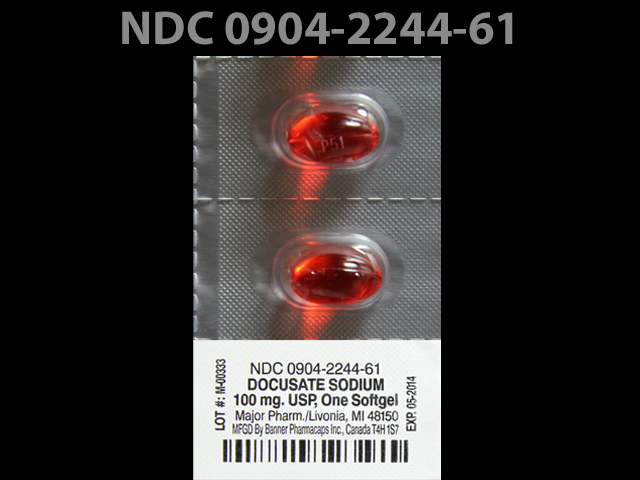 NDC 0904-2244-61
P51
NDC 0904-2244-61
DOCUSATE SODIUM
100 mg. USP, One Softgel
Major Pharm./Livonia, MI 48150
MFGD By Banner Pharmacaps Inc., Canada T4H 1S7
LOT #: M-00333
EXP. 05-2014